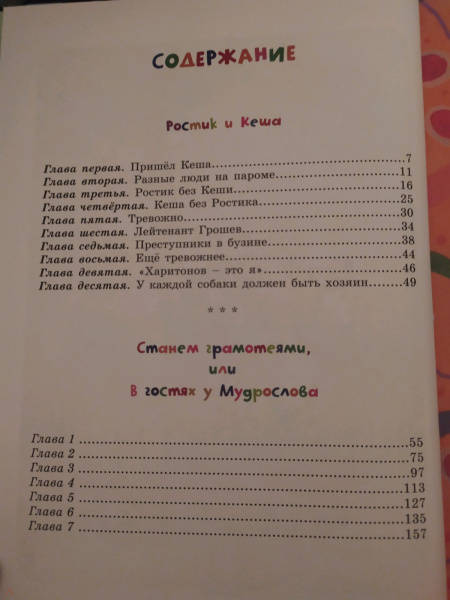 СОДЕРЖАНИЕ
Ростик и Кеша
Глава первая. Пришёл Кеша..........7
Глава вторая. Разные люди на пароме..........11
Глава третья. Ростик без Кеши..........16
Глава четвёртая. Кеша без Ростика..........25
Глава пятая. Тревожно..........30
Глава шестая. Лейтенант Грошев..........34
Глава седьмая. Преступники в бузине..........38
Глава восьмая. Ещё тревожнее..........44
Глава девятая. «Харитонов – это я»..........46
Глава десятая. У каждой собаки должен быть хозяин..........49
* * *
Станем грамотеями,
или
В гостях у Мудрослова
Глава 1..........55
Глава 2..........75
Глава 3..........97
Глава 4..........113
Глава 5..........127
Глава 6..........135
Глава 7..........157